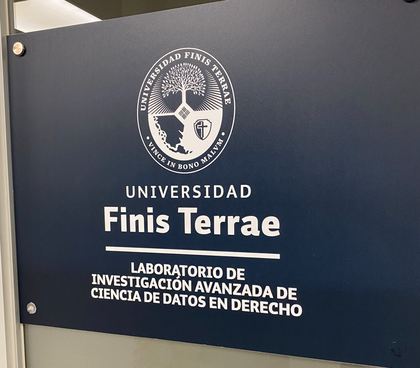 UNIVERSIDAD FINIS TERRAE
VINCE IN BONO MALVM
UNIVERSIDAD
Finis Terrae
LABORATORIO DE
INVESTIGACIÓN AVANZADA DE
CIENCIA DE DATOS EN DERECHO